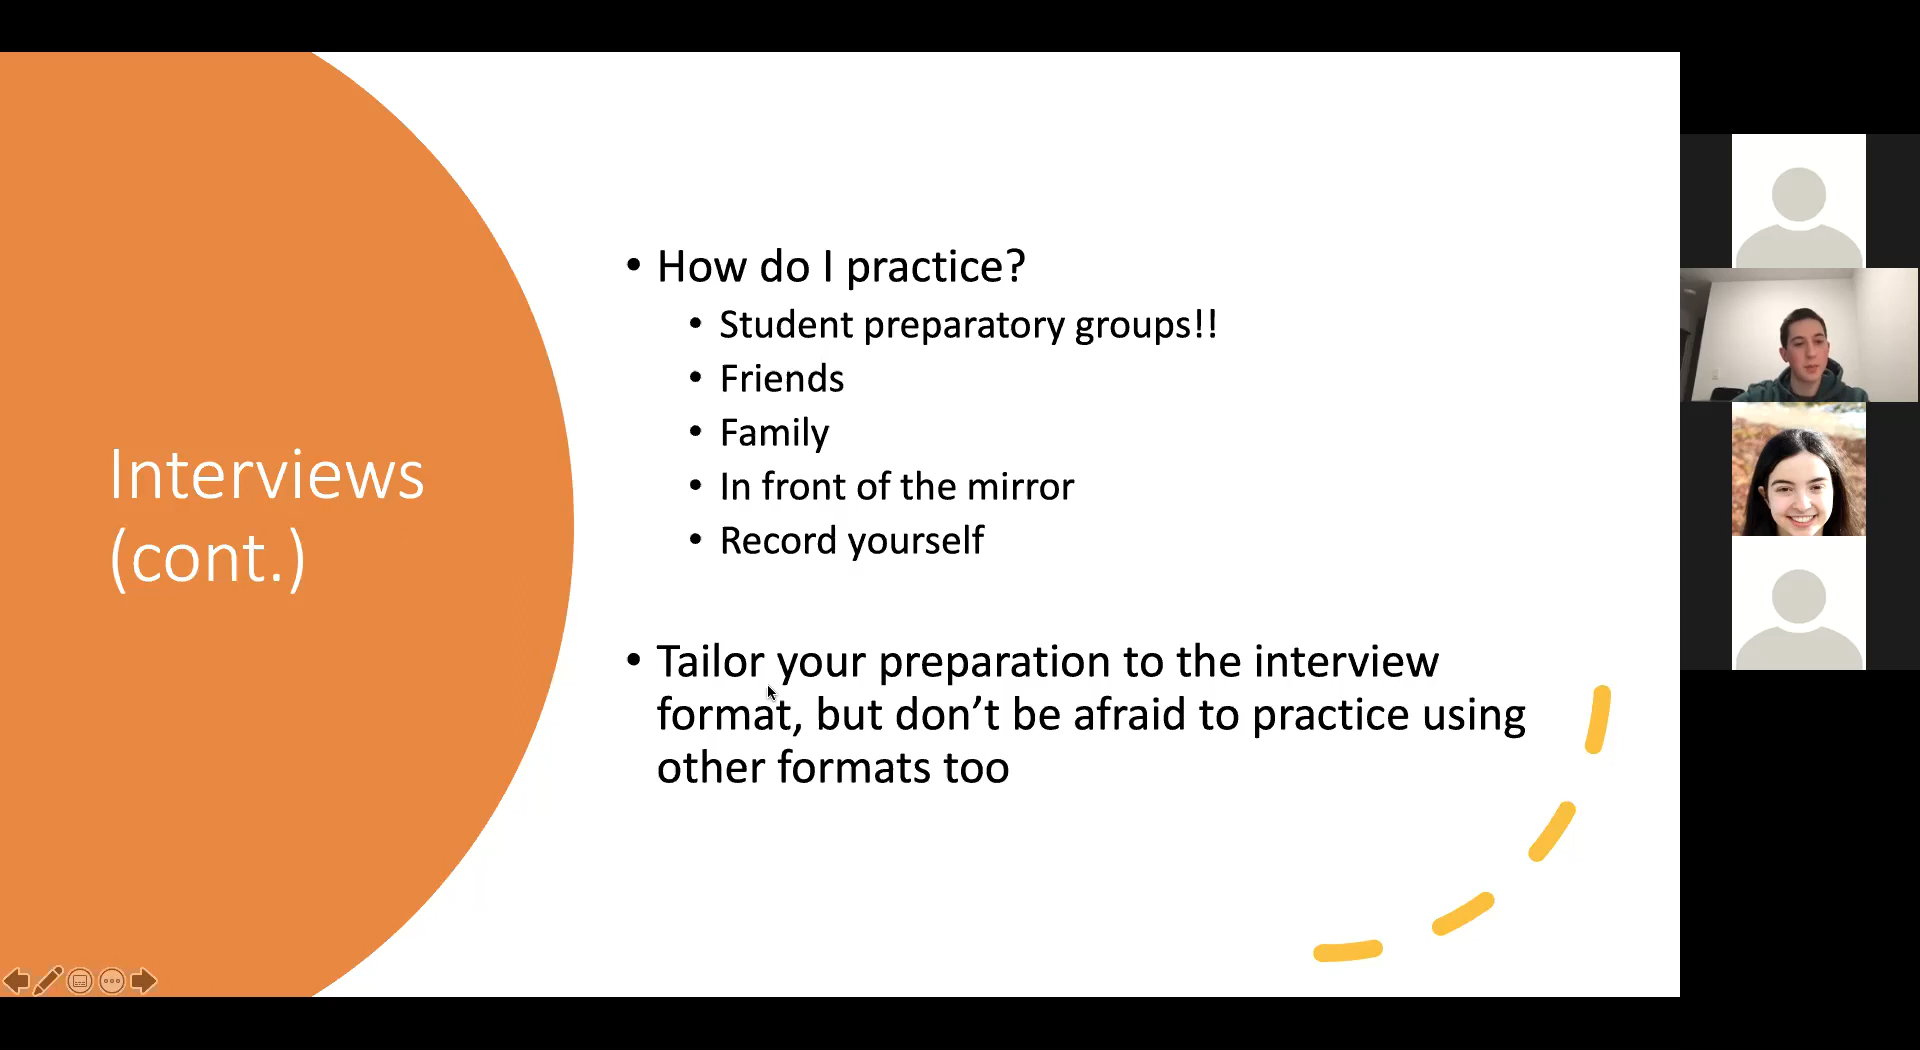 Interviews
(cont.)
• How do I practice?
• Student preparatory groups!!
• Friends
• Family
• In front of the mirror
• Record yourself
• Tailor your preparation to the interview
format, but don’t be afraid to practice using
other formats too